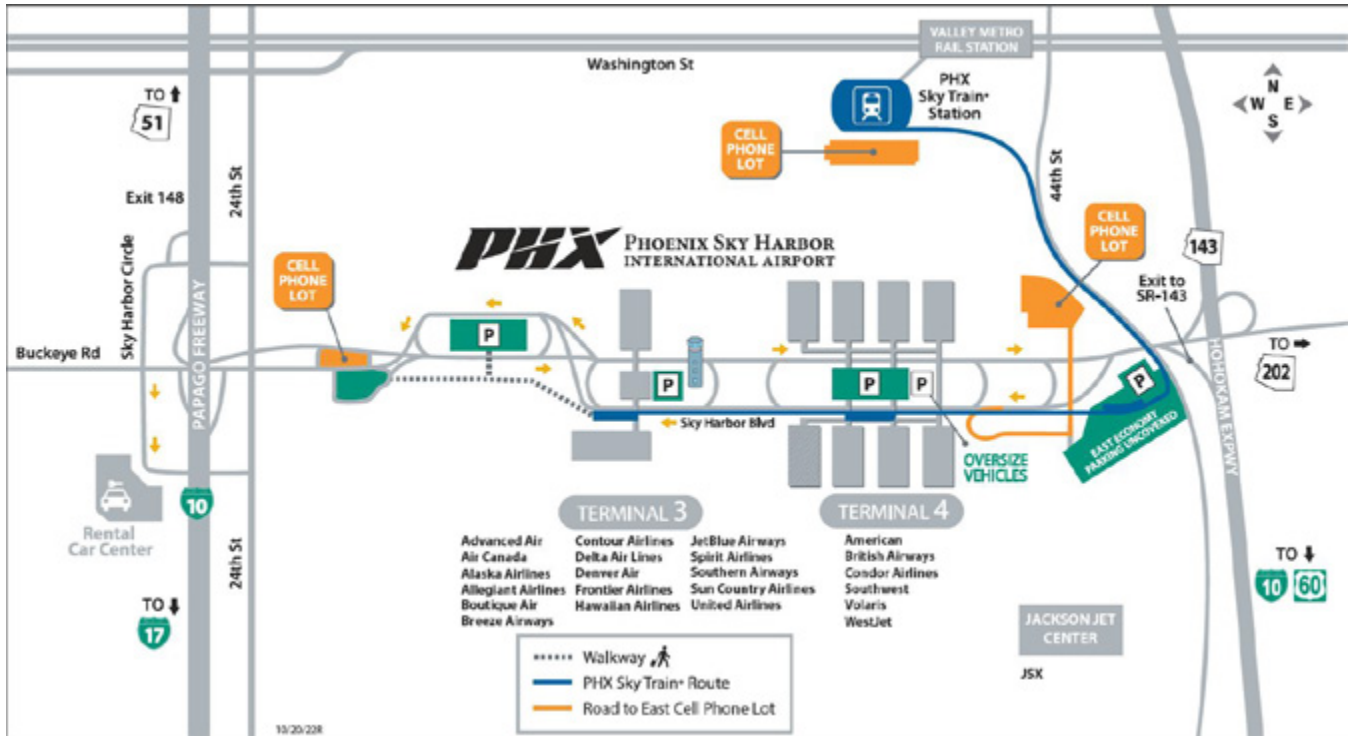 VALLEY METRO
RAIL STATION
Washington St
PHX
Sky Train
Station
TO
51
N
W E
S
CELL
PHONE
LOT
Exit 148
24th St
44th St
CELL
PHONE
LOT
PHX PHOENIX SKY HARBOR
INTERNATIONAL AIRPORT
143
Exit to
SR-143
Sky Harbor Circle
CELL
PHONE
LOT
P
Buckeye Rd
PAPAGO FREEWAY
TO
202
HOHOKAM EXPWY
P
P
P
P
EAST ECONOMY
PARKING UNCOVERED
Sky Harbor Blvd
OVERSIZE
VEHICLES
10
Rental
Car Center
24th St
TO
17
TERMINAL 3
Advanced Air
Air Canada
Alaska Airlines
Allegiant Airlines
Boutique Air
Breeze Airways
Contour Airlines
Delta Air Lines
Denver Air
Frontier Airlines
Hawaiian Airlines
JetBlue Airways
Spirit Airlines
Southern Airways
Sun Country Airlines
United Airlines
TERMINAL 4
American
British Airways
Condor Airlines
Southwest
Volaris
WestJet
TO
10 60
JACKSON JET
CENTER
JSX
Walkway
PHX Sky Train Route
Road to East Cell Phone Lot
10/20/22R